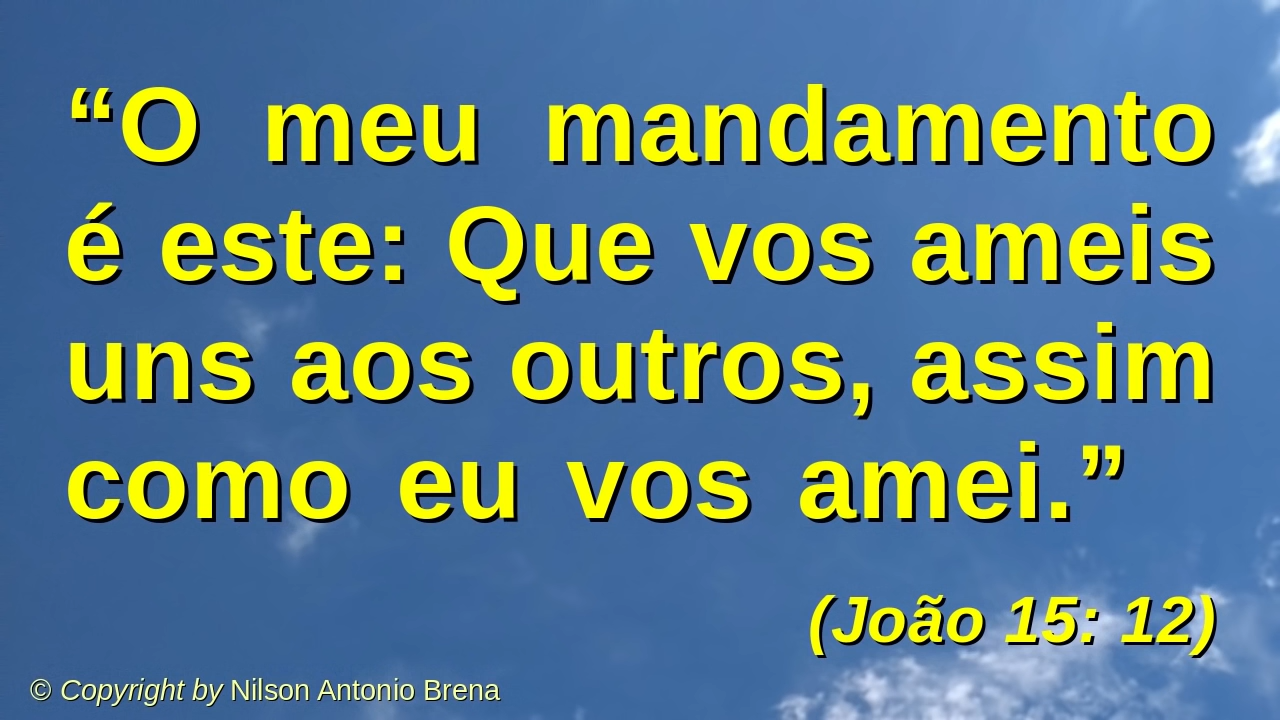 “O meu mandamento
é este: Que vos ameis
uns aos outros, assim
como eu vos amei.”
(João 15: 12)
© Copyright by Nilson Antonio Brena